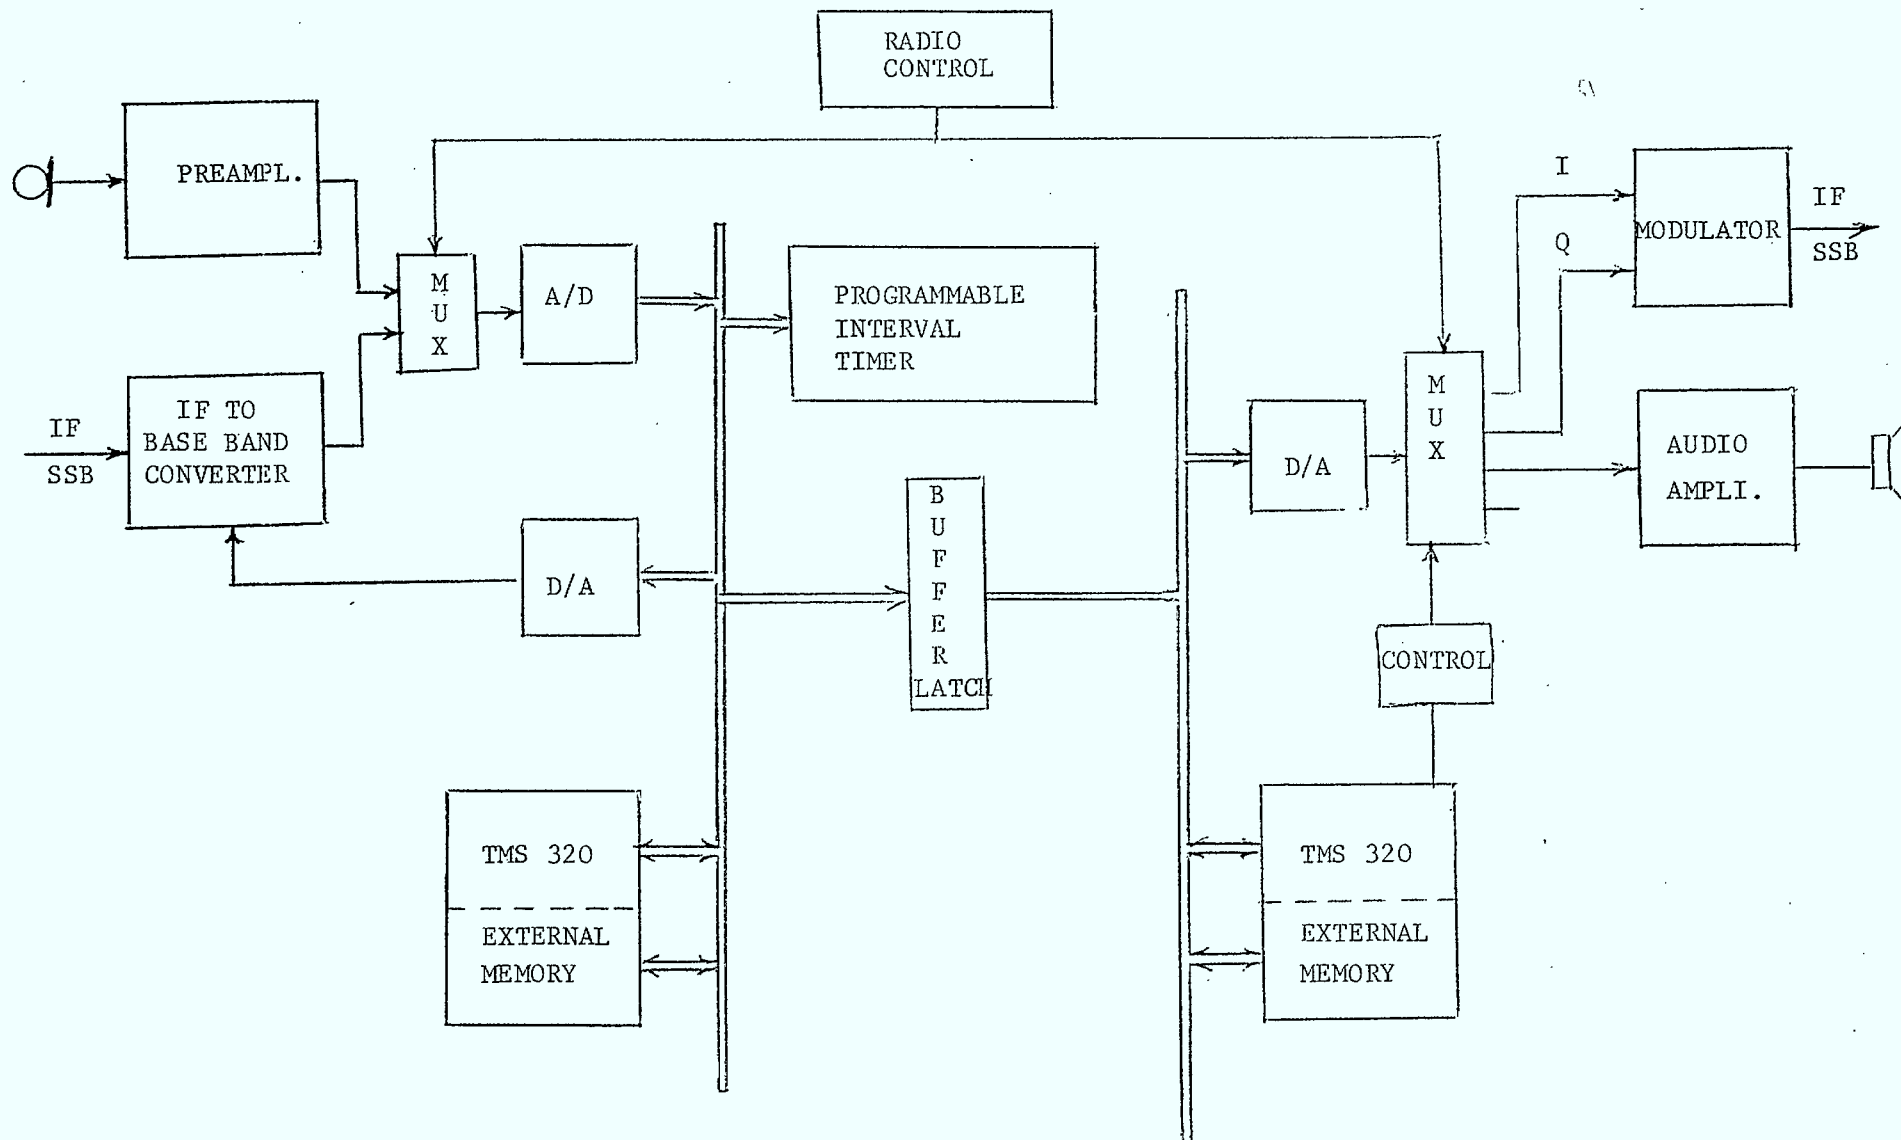 RADIO
CONTROL
PREAMPL.
M
U
X
A/D
PROGRAMMABLE
INTERVAL
TIMER
I
Q
MODULATOR
IF
SSB
IF
SSB
IF TO
BASE BAND
CONVERTER
D/A
B
U
F
F
E
R
LATCH
D/A
M
U
X
AUDIO
AMPLI.
CONTROL
TMS 320
EXTERNAL
MEMORY
TMS 320
EXTERNAL
MEMORY